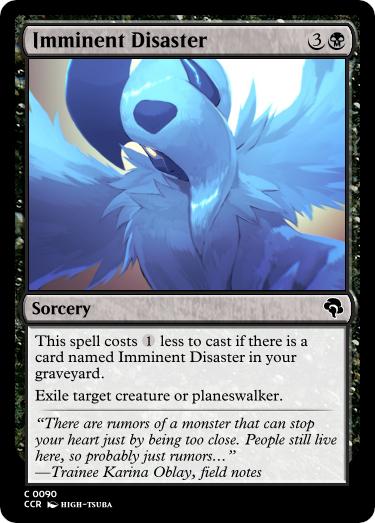 Imminent Disaster 3
Sorcery
This spell costs 1 less to cast if there is a
card named Imminent Disaster in your
graveyard.
Exile target creature or planeswalker.
“There are rumors of a monster that can stop
your heart just by being too close. People still live
here, so probably just rumors…”
—Trainee Karina Oblay, field notes
C 0090
CCR HIGH-TSUBA